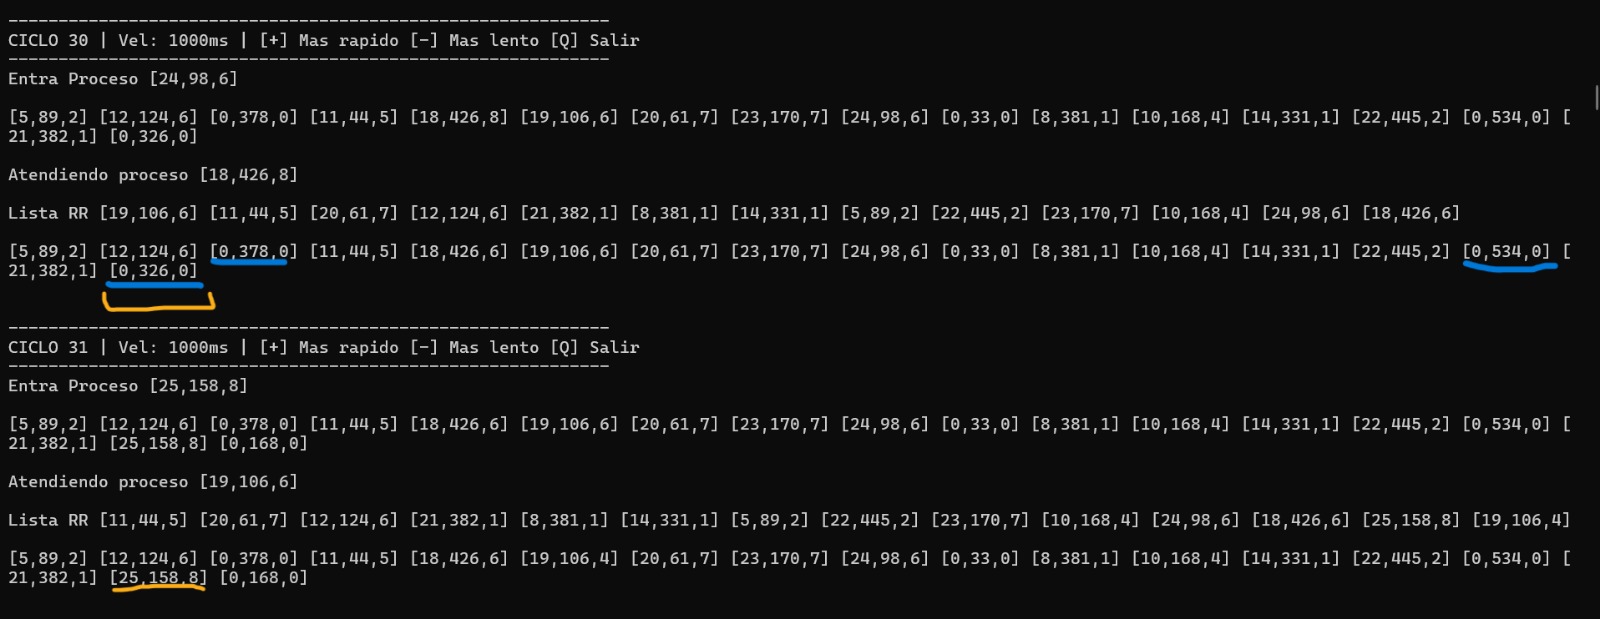 ------------------------------------------------------------
CICLO 30 | Vel: 1000ms | [+] Mas rapido [-] Mas lento [Q] Salir
------------------------------------------------------------
Entra Proceso [24,98,6]
[5,89,2] [12,124,6] [0,378,0] [11,44,5] [18,426,8] [19,106,6] [20,61,7] [23,170,7] [24,98,6] [0,33,0] [8,381,1] [10,168,4] [14,331,1] [22,445,2] [0,534,0] [
21,382,1] [0,326,0]
Atendiendo proceso [18,426,8]
Lista RR [19,106,6] [11,44,5] [20,61,7] [12,124,6] [21,382,1] [8,381,1] [14,331,1] [5,89,2] [22,445,2] [23,170,7] [10,168,4] [24,98,6] [18,426,6]
[5,89,2] [12,124,6] [0,378,0] [11,44,5] [18,426,6] [19,106,6] [20,61,7] [23,170,7] [24,98,6] [0,33,0] [8,381,1] [10,168,4] [14,331,1] [22,445,2] [0,534,0] [
21,382,1] [0,326,0]
------------------------------------------------------------
CICLO 31 | Vel: 1000ms | [+] Mas rapido [-] Mas lento [Q] Salir
------------------------------------------------------------
Entra Proceso [25,158,8]
[5,89,2] [12,124,6] [0,378,0] [11,44,5] [18,426,6] [19,106,6] [20,61,7] [23,170,7] [24,98,6] [0,33,0] [8,381,1] [10,168,4] [14,331,1] [22,445,2] [0,534,0] [
21,382,1] [25,158,8] [0,168,0]
Atendiendo proceso [19,106,6]
Lista RR [11,44,5] [20,61,7] [12,124,6] [21,382,1] [8,381,1] [14,331,1] [5,89,2] [22,445,2] [23,170,7] [10,168,4] [24,98,6] [18,426,6] [25,158,8] [19,106,4]
[5,89,2] [12,124,6] [0,378,0] [11,44,5] [18,426,6] [19,106,4] [20,61,7] [23,170,7] [24,98,6] [0,33,0] [8,381,1] [10,168,4] [14,331,1] [22,445,2] [0,534,0] [
21,382,1] [25,158,8] [0,168,0]